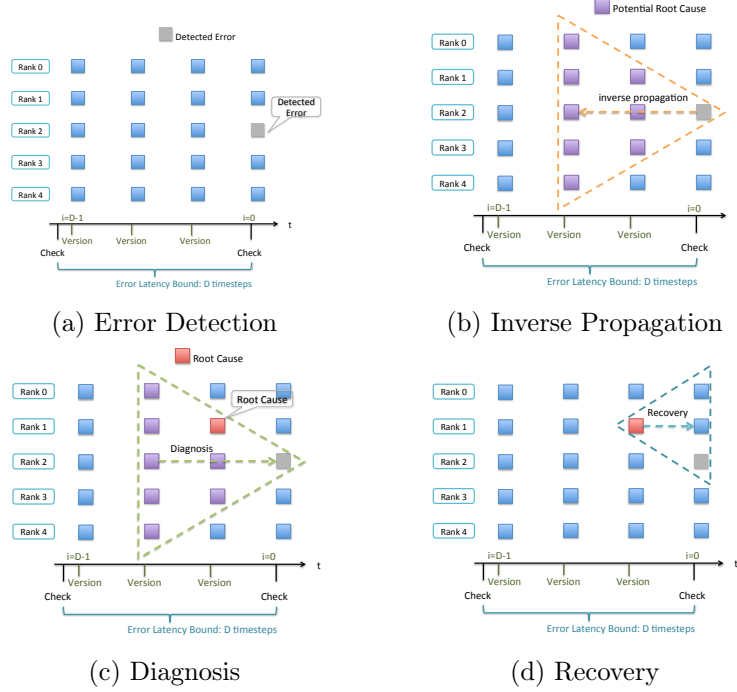 Detected Error
Rank 0
Rank 1
Rank 2
Rank 3
Rank 4
Detected
Error
i=D-1
i=0
t
Version
Version
Version
Check
Check
Error Latency Bound: D timesteps
(a) Error Detection
Potential Root Cause
Rank 0
Rank 1
Rank 2
Rank 3
Rank 4
inverse propagation
i=D-1
i=0
t
Version
Version
Version
Check
Check
Error Latency Bound: D timesteps
(b) Inverse Propagation
Root Cause
Rank 0
Rank 1
Rank 2
Rank 3
Rank 4
Root Cause
Diagnosis
i=D-1
i=0
t
Version
Version
Version
Check
Check
Error Latency Bound: D timesteps
(c) Diagnosis
Rank 0
Rank 1
Rank 2
Rank 3
Rank 4
Recovery
i=D-1
i=0
t
Version
Version
Version
Check
Check
Error Latency Bound: D timesteps
(d) Recovery